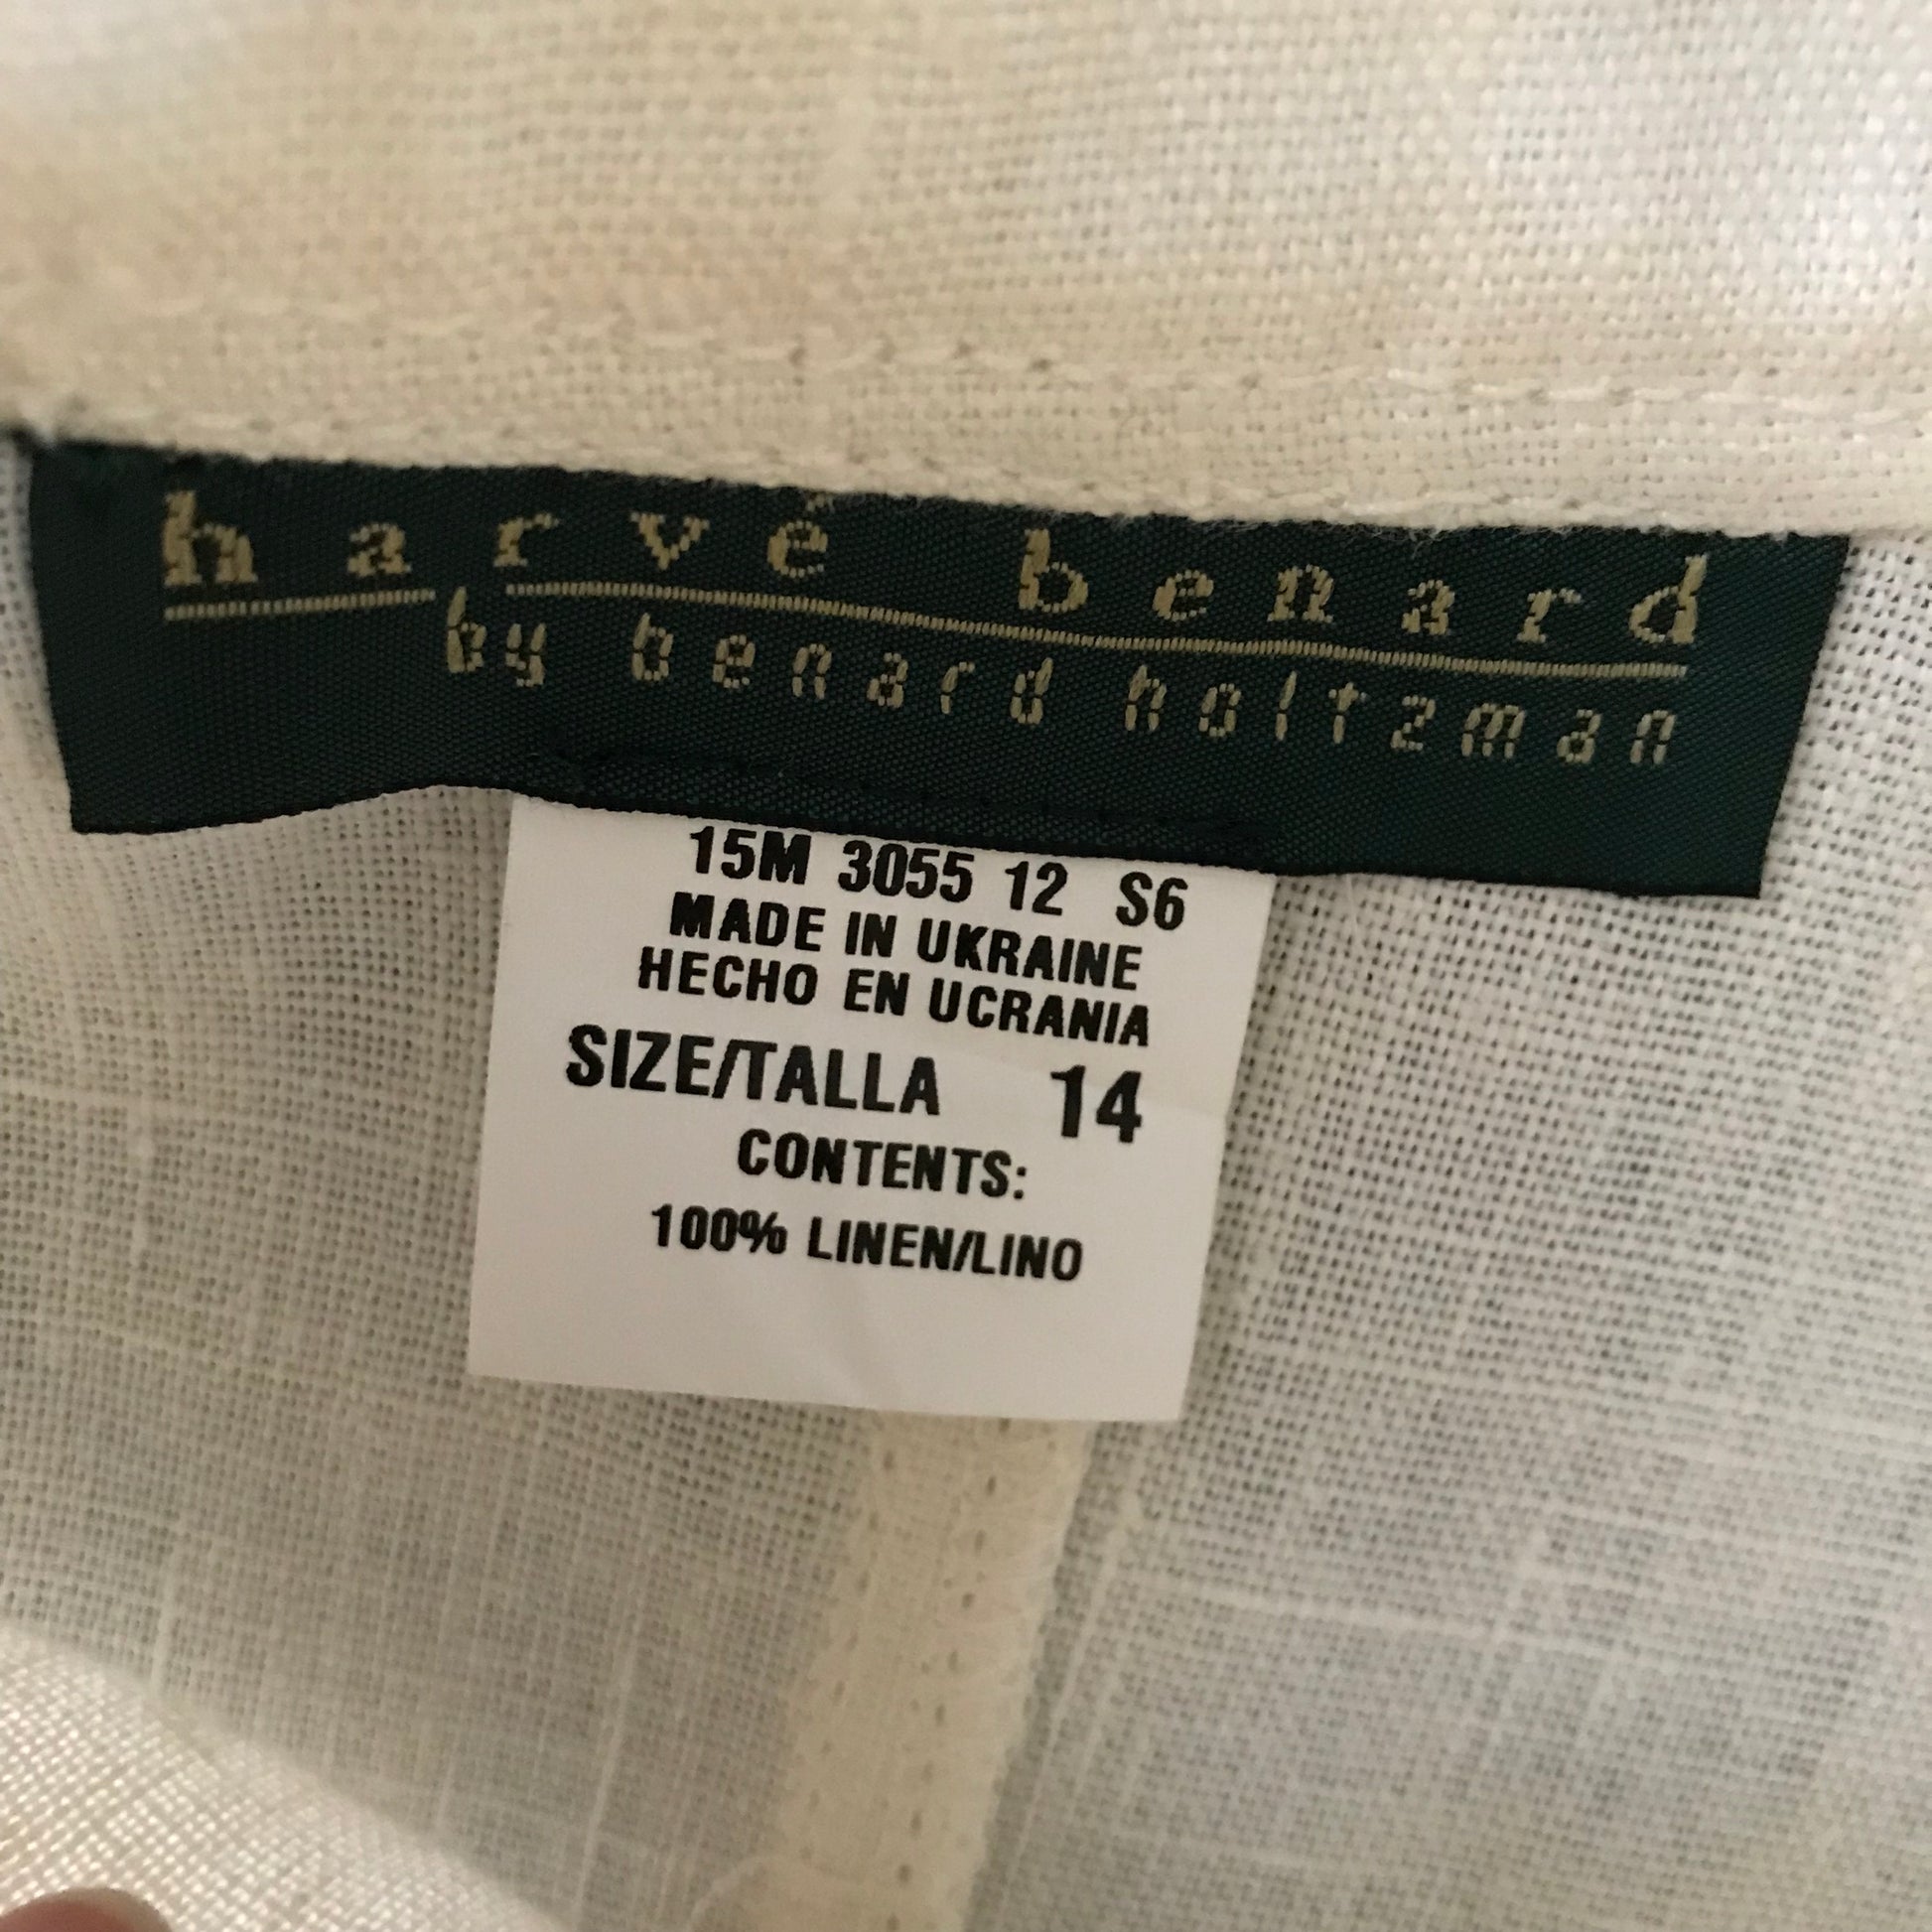 harvé benard
by benard holtzman
15M 3055 12 S6
MADE IN UKRAINE
HECHO EN UCRANIA
SIZE/TALLA 14
CONTENTS:
100% LINEN/LINO